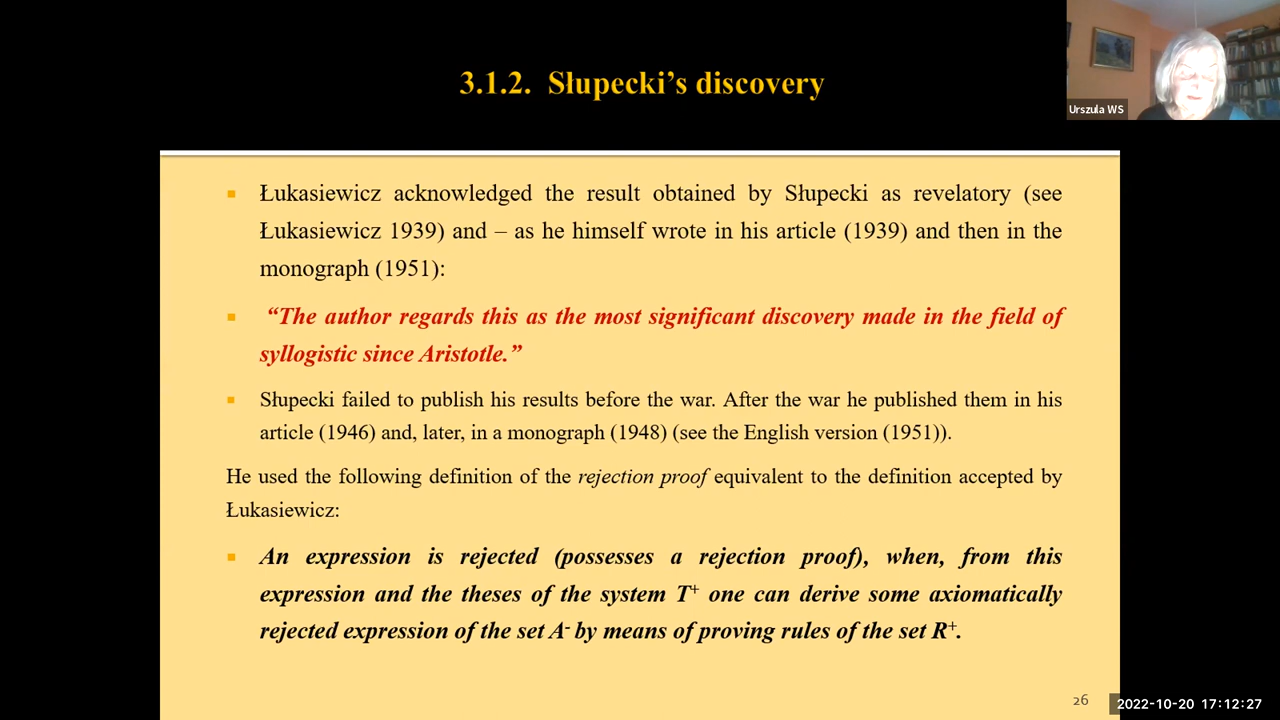 3.1.2. Słupecki’s discovery
Urszula WS
Łukasiewicz acknowledged the result obtained by Słupecki as revelatory (see
Łukasiewicz 1939) and – as he himself wrote in his article (1939) and then in the
monograph (1951):
“The author regards this as the most significant discovery made in the field of
syllogistic since Aristotle.”
Słupecki failed to publish his results before the war. After the war he published them in his
article (1946) and, later, in a monograph (1948) (see the English version (1951)).
He used the following definition of the rejection proof equivalent to the definition accepted by
Łukasiewicz:
An expression is rejected (possesses a rejection proof), when, from this
expression and the theses of the system T⁺ one can derive some axiomatically
rejected expression of the set A⁻ by means of proving rules of the set R⁺.
26
2022-10-20 17:12:27